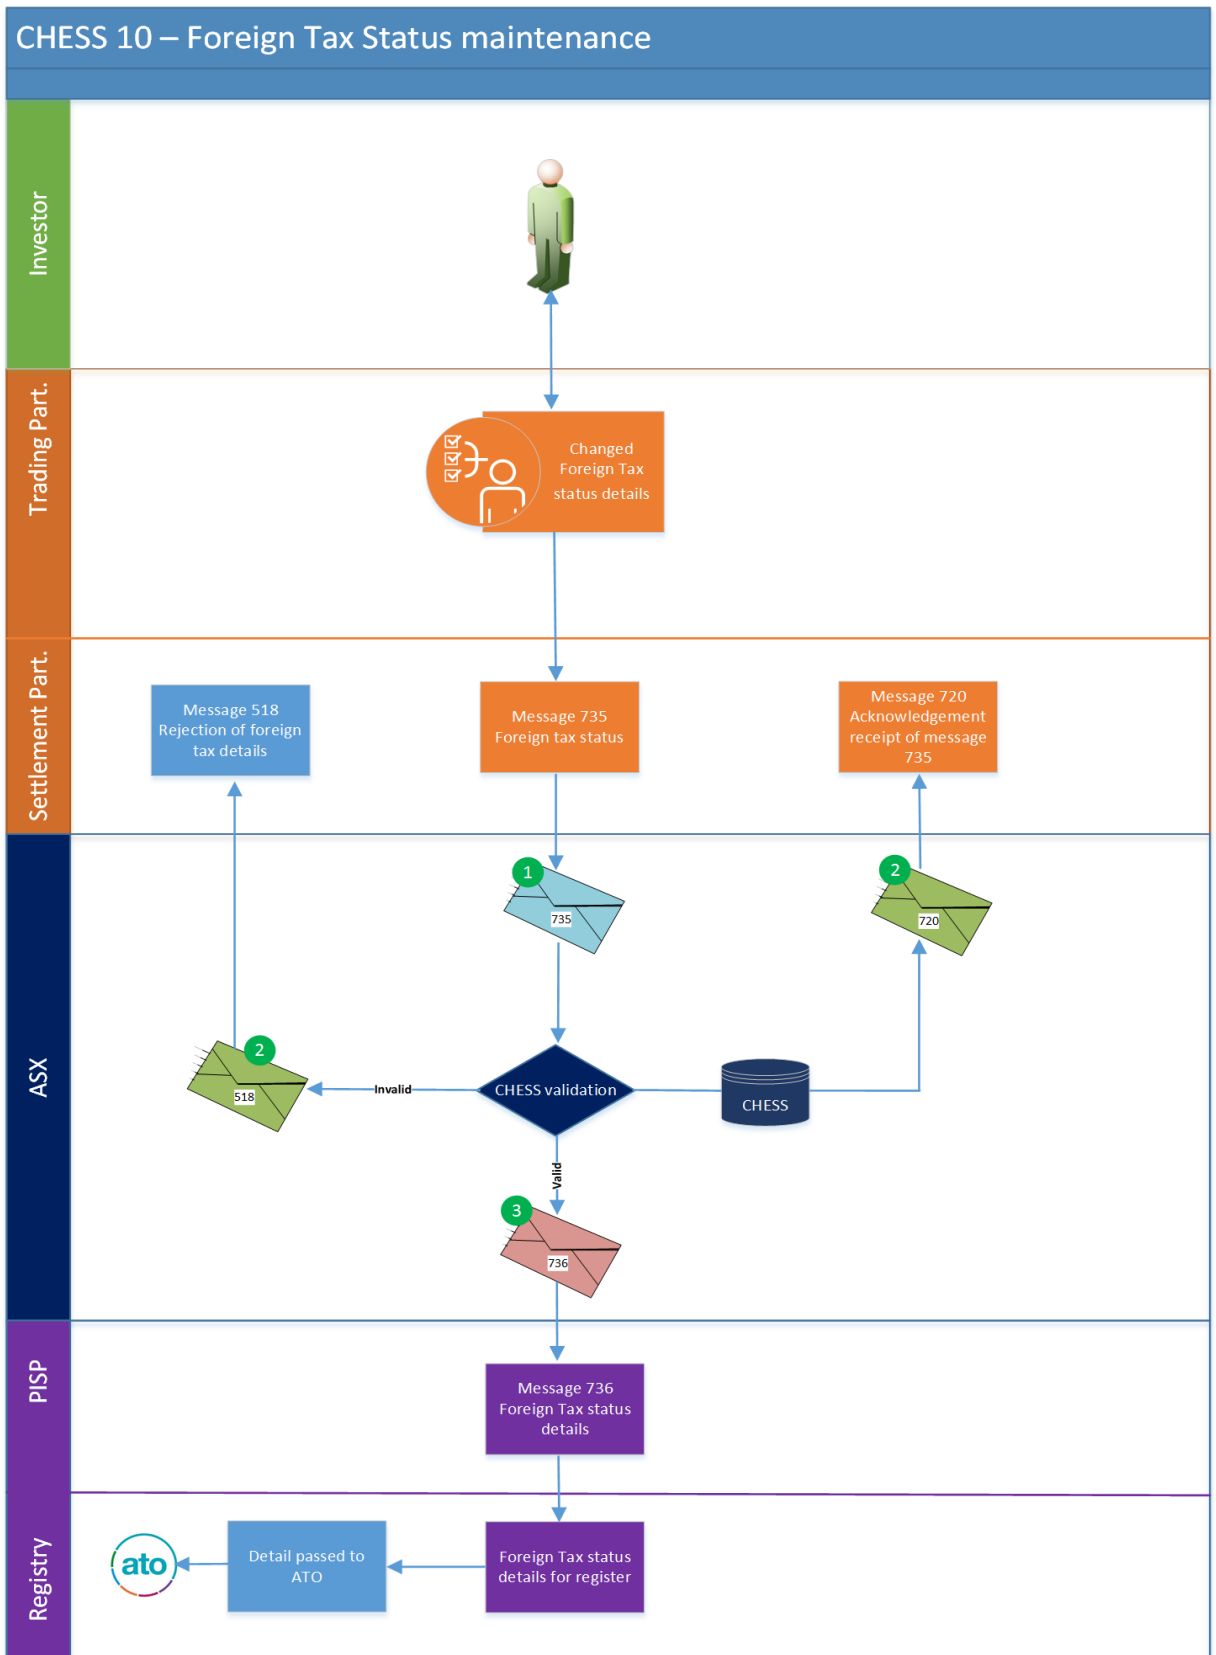 CHESS 10 – Foreign Tax Status maintenance
Investor
Trading Part.
Changed
Foreign Tax
status details
Settlement Part.
Message 518
Rejection of foreign
tax details
Message 735
Foreign tax status
Message 720
Acknowledgement
receipt of message
735
ASX
1
735
2
720
2
518
Invalid
CHESS validation
CHESS
Valid
3
736
PISP
Message 736
Foreign Tax status
details
Registry
ato
Detail passed to
ATO
Foreign Tax status
details for register